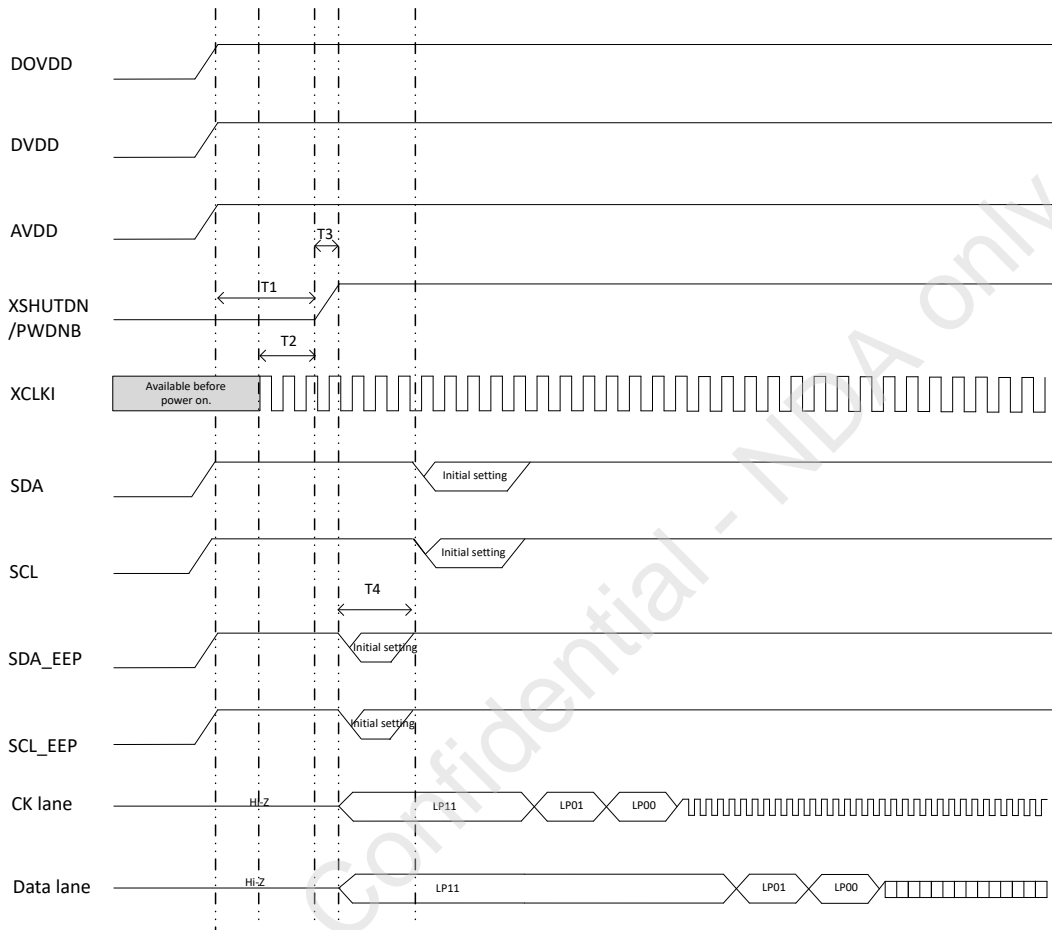 DOVDD
DVDD
AVDD
T3
T1
XSHUTDN
/PWDNB
T2
XCLKI
Available before
power on.
SDA
Initial setting
SCL
Initial setting
T4
SDA_EEP
Initial setting
SCL_EEP
Initial setting
CK lane
Hi-Z
LP11
LP01
LP00
Data lane
Hi-Z
LP11
LP01
LP00
Confidential - NDA only